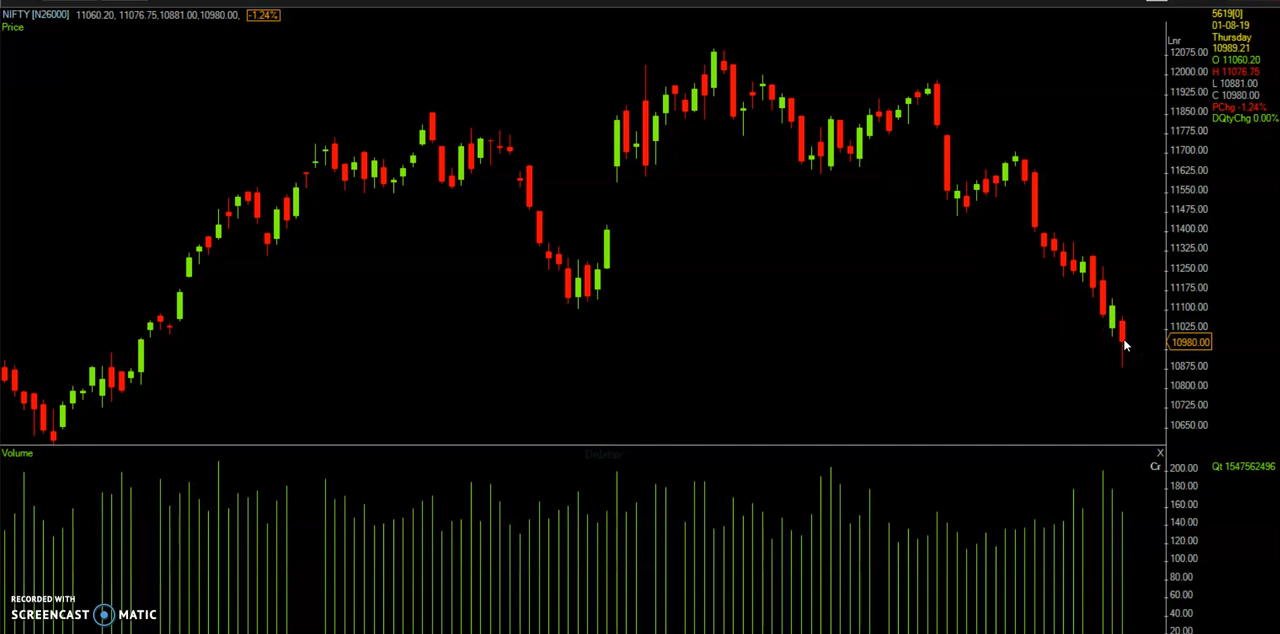 NIFTY [N26000] 11060.20, 11076.75,10881.00,10980.00, -1.24%
Price
5619[0]
01-08-19
Thursday
10989.21
O 11060.20
H 11076.75
L 10881.00
C 10980.00
PChg -1.24%
DQtyChg 0.00%
Lnr
12075.00
12000.00
11925.00
11850.00
11775.00
11700.00
11625.00
11550.00
11475.00
11400.00
11325.00
11250.00
11175.00
11100.00
11025.00
10980.00
10875.00
10800.00
10725.00
10650.00
Volume
X
Cr
Qt 1547562496
200.00
180.00
160.00
140.00
120.00
100.00
80.00
60.00
40.00
20.00
RECORDED WITH
SCREENCAST MATIC